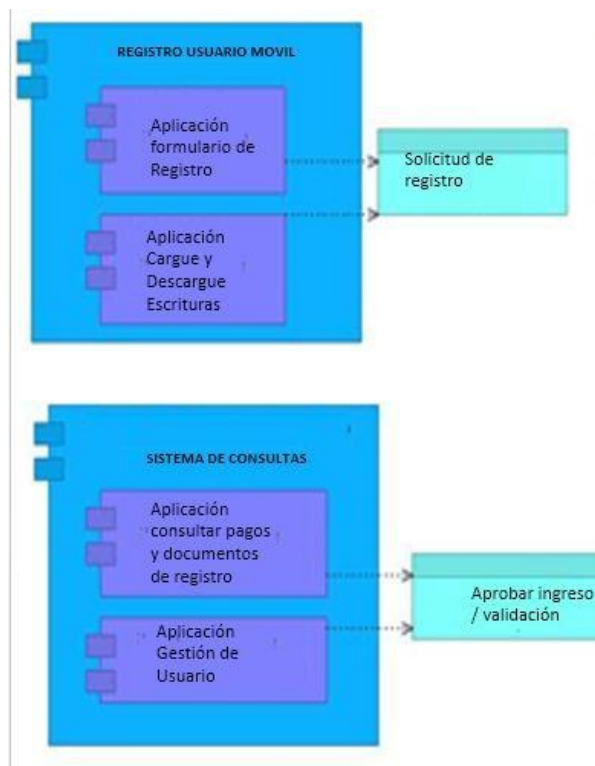 REGISTRO USUARIO MOVIL
Aplicación
formulario de
Registro
Solicitud de
registro
Aplicación
Cargue y
Descargue
Escrituras
SISTEMA DE CONSULTAS
Aplicación
consultar pagos
y documentos
de registro
Aprobar ingreso
/ validación
Aplicación
Gestión de
Usuario